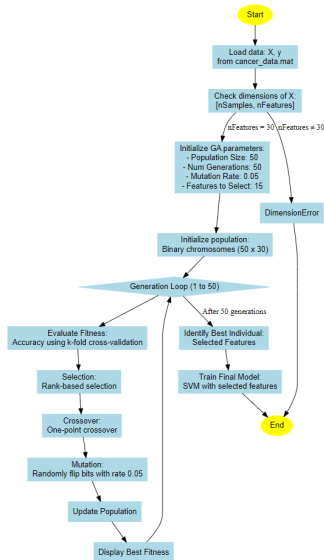 Start
Load data: X, y
from cancer_data.mat
Check dimensions of X:
[nSamples, nFeatures]
nFeatures = 30
nFeatures ≠ 30
Initialize GA parameters:
- Population Size: 50
- Num Generations: 50
- Mutation Rate: 0.05
- Features to Select: 15
DimensionError
Initialize population:
Binary chromosomes (50 x 30)
Generation Loop (1 to 50)
After 50 generations
Evaluate Fitness:
Accuracy using k-fold cross-validation
Identify Best Individual:
Selected Features
Selection:
Rank-based selection
Train Final Model:
SVM with selected features
Crossover:
One-point crossover
End
Mutation:
Randomly flip bits with rate 0.05
Update Population
Display Best Fitness